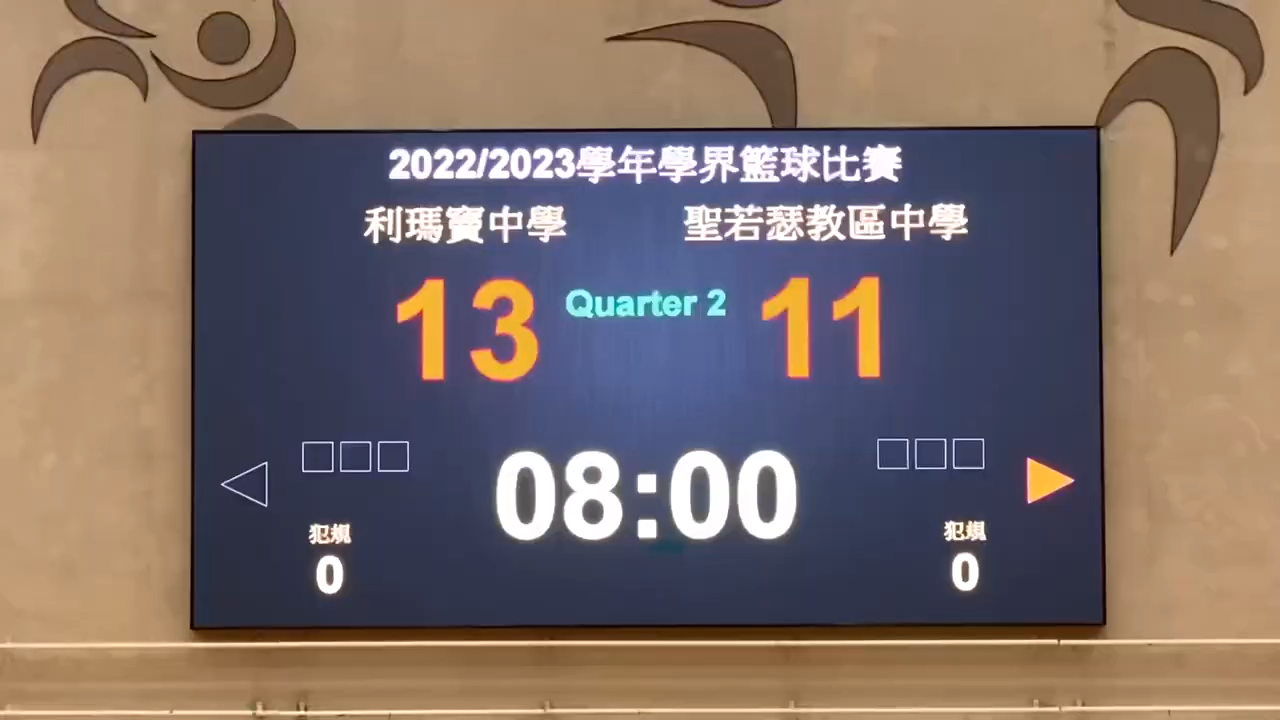 2022/2023學年學界籃球比賽
利瑪竇中學
聖若瑟教區中學
13
Quarter 2
11
08:00
犯規
0
犯規
0